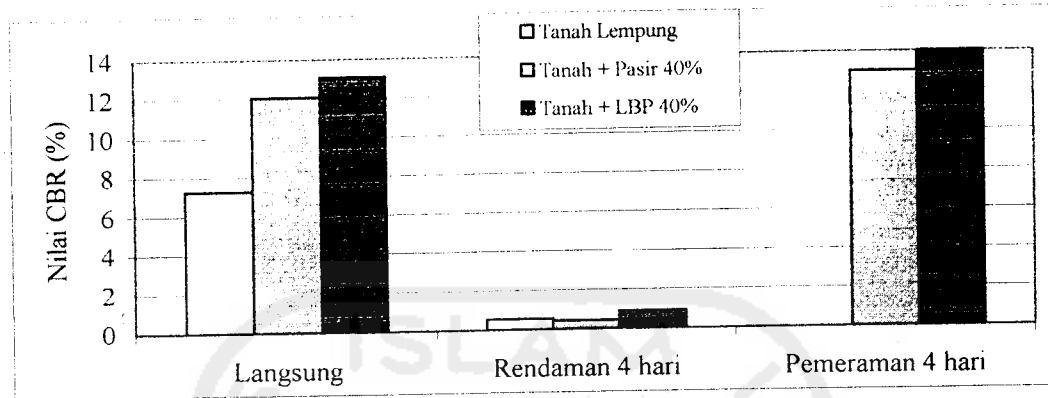 Tanah Lempung
Tanah + Pasir 40%
Tanah + LBP 40%
Nilai CBR (%)
14
12
10
8
6
4
2
0
Langsung
Rendaman 4 hari
Pemeraman 4 hari
ISLAM